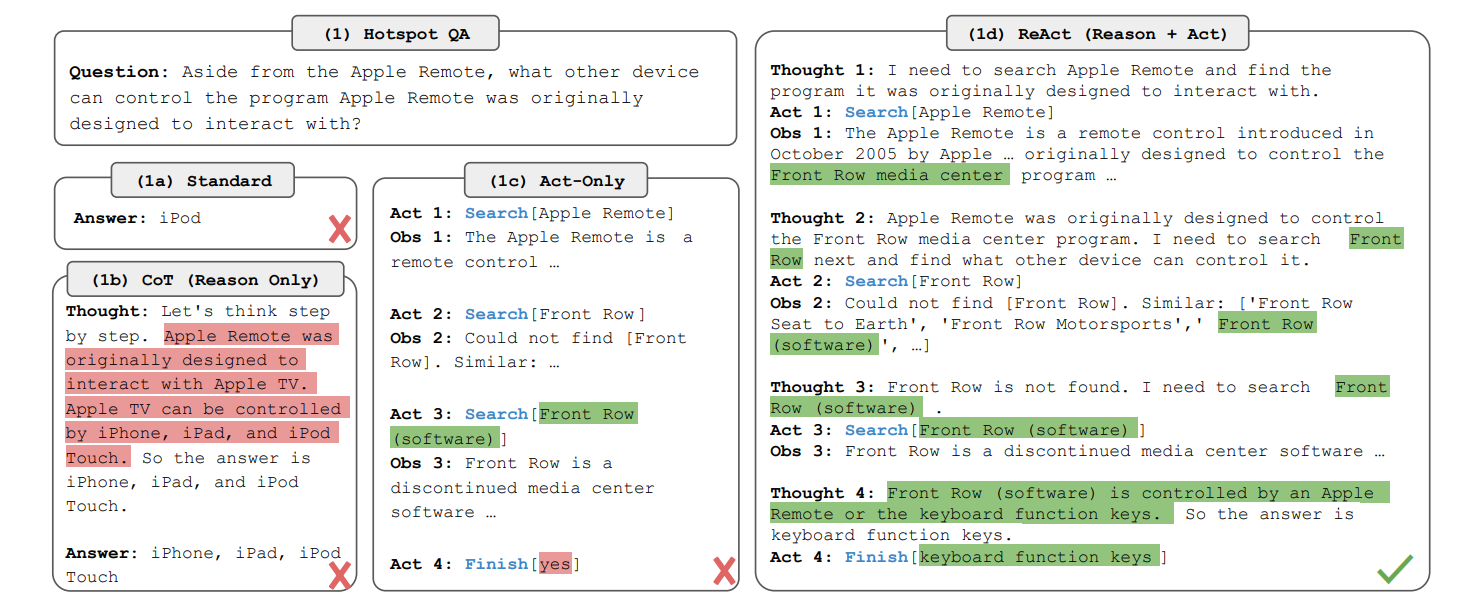 (1) Hotspot QA
Question: Aside from the Apple Remote, what other device
can control the program Apple Remote was originally
designed to interact with?
(1a) Standard
Answer: iPod
(1b) CoT (Reason Only)
Thought: Let's think step
by step. Apple Remote was
originally designed to
interact with Apple TV.
Apple TV can be controlled
by iPhone, iPad, and iPod
Touch. So the answer is
iPhone, iPad, and iPod
Touch.
Answer: iPhone, iPad, iPod
Touch
(1c) Act-Only
Act 1: Search[Apple Remote]
Obs 1: The Apple Remote is a
remote control …
Act 2: Search[Front Row]
Obs 2: Could not find [Front
Row]. Similar: …
Act 3: Search[Front Row
(software)]
Obs 3: Front Row is a
discontinued media center
software …
Act 4: Finish[yes]
(1d) ReAct (Reason + Act)
Thought 1: I need to search Apple Remote and find the
program it was originally designed to interact with.
Act 1: Search[Apple Remote]
Obs 1: The Apple Remote is a remote control introduced in
October 2005 by Apple … originally designed to control the
Front Row media center program …
Thought 2: Apple Remote was originally designed to control
the Front Row media center program. I need to search Front
Row next and find what other device can control it.
Act 2: Search[Front Row]
Obs 2: Could not find [Front Row]. Similar: ['Front Row
Seat to Earth', 'Front Row Motorsports',' Front Row
(software)', …]
Thought 3: Front Row is not found. I need to search Front
Row (software) .
Act 3: Search[Front Row (software)]
Obs 3: Front Row is a discontinued media center software …
Thought 4: Front Row (software) is controlled by an Apple
Remote or the keyboard function keys. So the answer is
keyboard function keys.
Act 4: Finish[keyboard function keys]